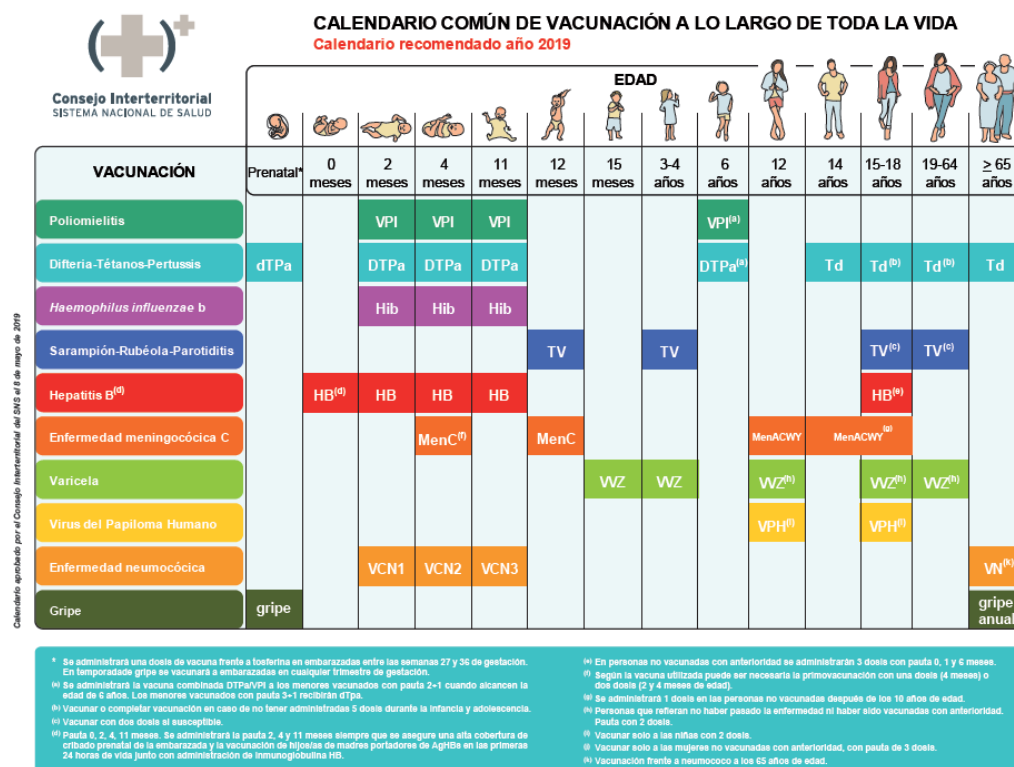 CALENDARIO COMÚN DE VACUNACIÓN A LO LARGO DE TODA LA VIDA
Calendario recomendado año 2019
Consejo Interterritorial
SISTEMA NACIONAL DE SALUD
EDAD
VACUNACIÓN
Prenatal*
0 meses
2 meses
4 meses
11 meses
12 meses
15 meses
3-4 años
6 años
12 años
14 años
15-18 años
19-64 años
≥ 65 años
Poliomielitis VPI VPI VPI VPI(a)
Difteria-Tétanos-Pertussis dTPa DTPa DTPa DTPa DTPa(a) Td Td(b) Td(b) Td
Haemophilus influenzae b Hib Hib Hib
Sarampión-Rubéola-Parotiditis TV TV TV(c) TV(c)
Hepatitis B(d) HB(d) HB HB HB HB(e)
Enfermedad meningocócica C MenC(f) MenC MenACWY MenACWY(g)
Varicela VVZ VVZ VVZ(h) VVZ(h) VVZ(h)
Virus del Papiloma Humano VPH(i) VPH(j)
Enfermedad neumocócica VCN1 VCN2 VCN3 VN(k)
Gripe gripe gripe anual
Calendario aprobado por el Consejo Interterritorial del SNS el 8 de mayo de 2019
* Se administrará una dosis de vacuna frente a tosferina en embarazadas entre las semanas 27 y 36 de gestación.
En temporadade gripe se vacunará a embarazadas en cualquier trimestre de gestación.
(a) Se administrará la vacuna combinada DTPa/VPI a los menores vacunados con pauta 2+1 cuando alcancen la
edad de 6 años. Los menores vacunados con pauta 3+1 recibirán dTpa.
(b) Vacunar o completar vacunación en caso de no tener administradas 5 dosis durante la infancia y adolescencia.
(c) Vacunar con dos dosis si susceptible.
(d) Pauta 0, 2, 4, 11 meses. Se administrará la pauta 2, 4 y 11 meses siempre que se asegure una alta cobertura de
cribado prenatal de la embarazada y la vacunación de hijos/as de madres portadores de AgHBs en las primeras
24 horas de vida junto con administración de inmunoglobulina HB.
(e) En personas no vacunadas con anterioridad se administrarán 3 dosis con pauta 0, 1 y 6 meses.
(f) Según la vacuna utilizada puede ser necesaria la primovacunación con una dosis (4 meses) o
dos dosis (2 y 4 meses de edad).
(g) Se administrará 1 dosis en las personas no vacunadas después de los 10 años de edad.
(h) Personas que refieran no haber pasado la enfermedad ni haber sido vacunadas con anterioridad.
Pauta con 2 dosis.
(i) Vacunar solo a las niñas con 2 dosis.
(j) Vacunar solo a las mujeres no vacunadas con anterioridad, con pauta de 3 dosis.
(k) Vacunación frente a neumococo a los 65 años de edad.